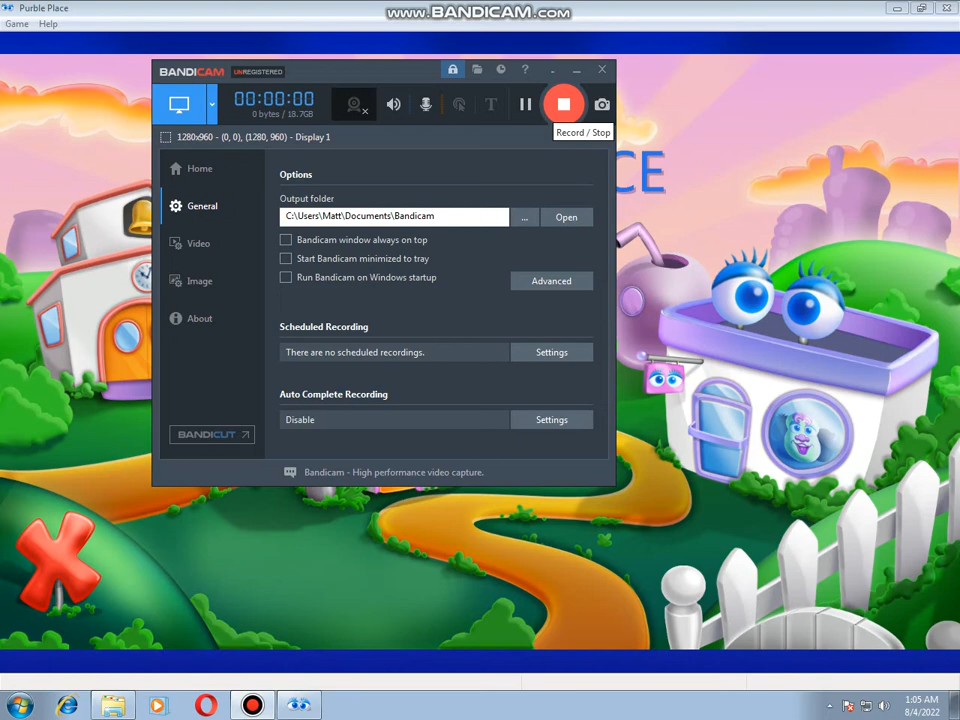 Purble Place
www.BANDICAM.com
Game Help
BANDICAM UNREGISTERED
00:00:00
0 bytes / 18.7GB
T
Record / Stop
1280x960 - (0, 0), (1280, 960) - Display 1
CE
Home
General
Video
Image
About
BANDICUT
Options
Output folder
C:\Users\Matt\Documents\Bandicam
...
Open
Bandicam window always on top
Start Bandicam minimized to tray
Run Bandicam on Windows startup
Advanced
Scheduled Recording
There are no scheduled recordings.
Settings
Auto Complete Recording
Disable
Settings
Bandicam - High performance video capture.
1:05 AM
8/4/2022